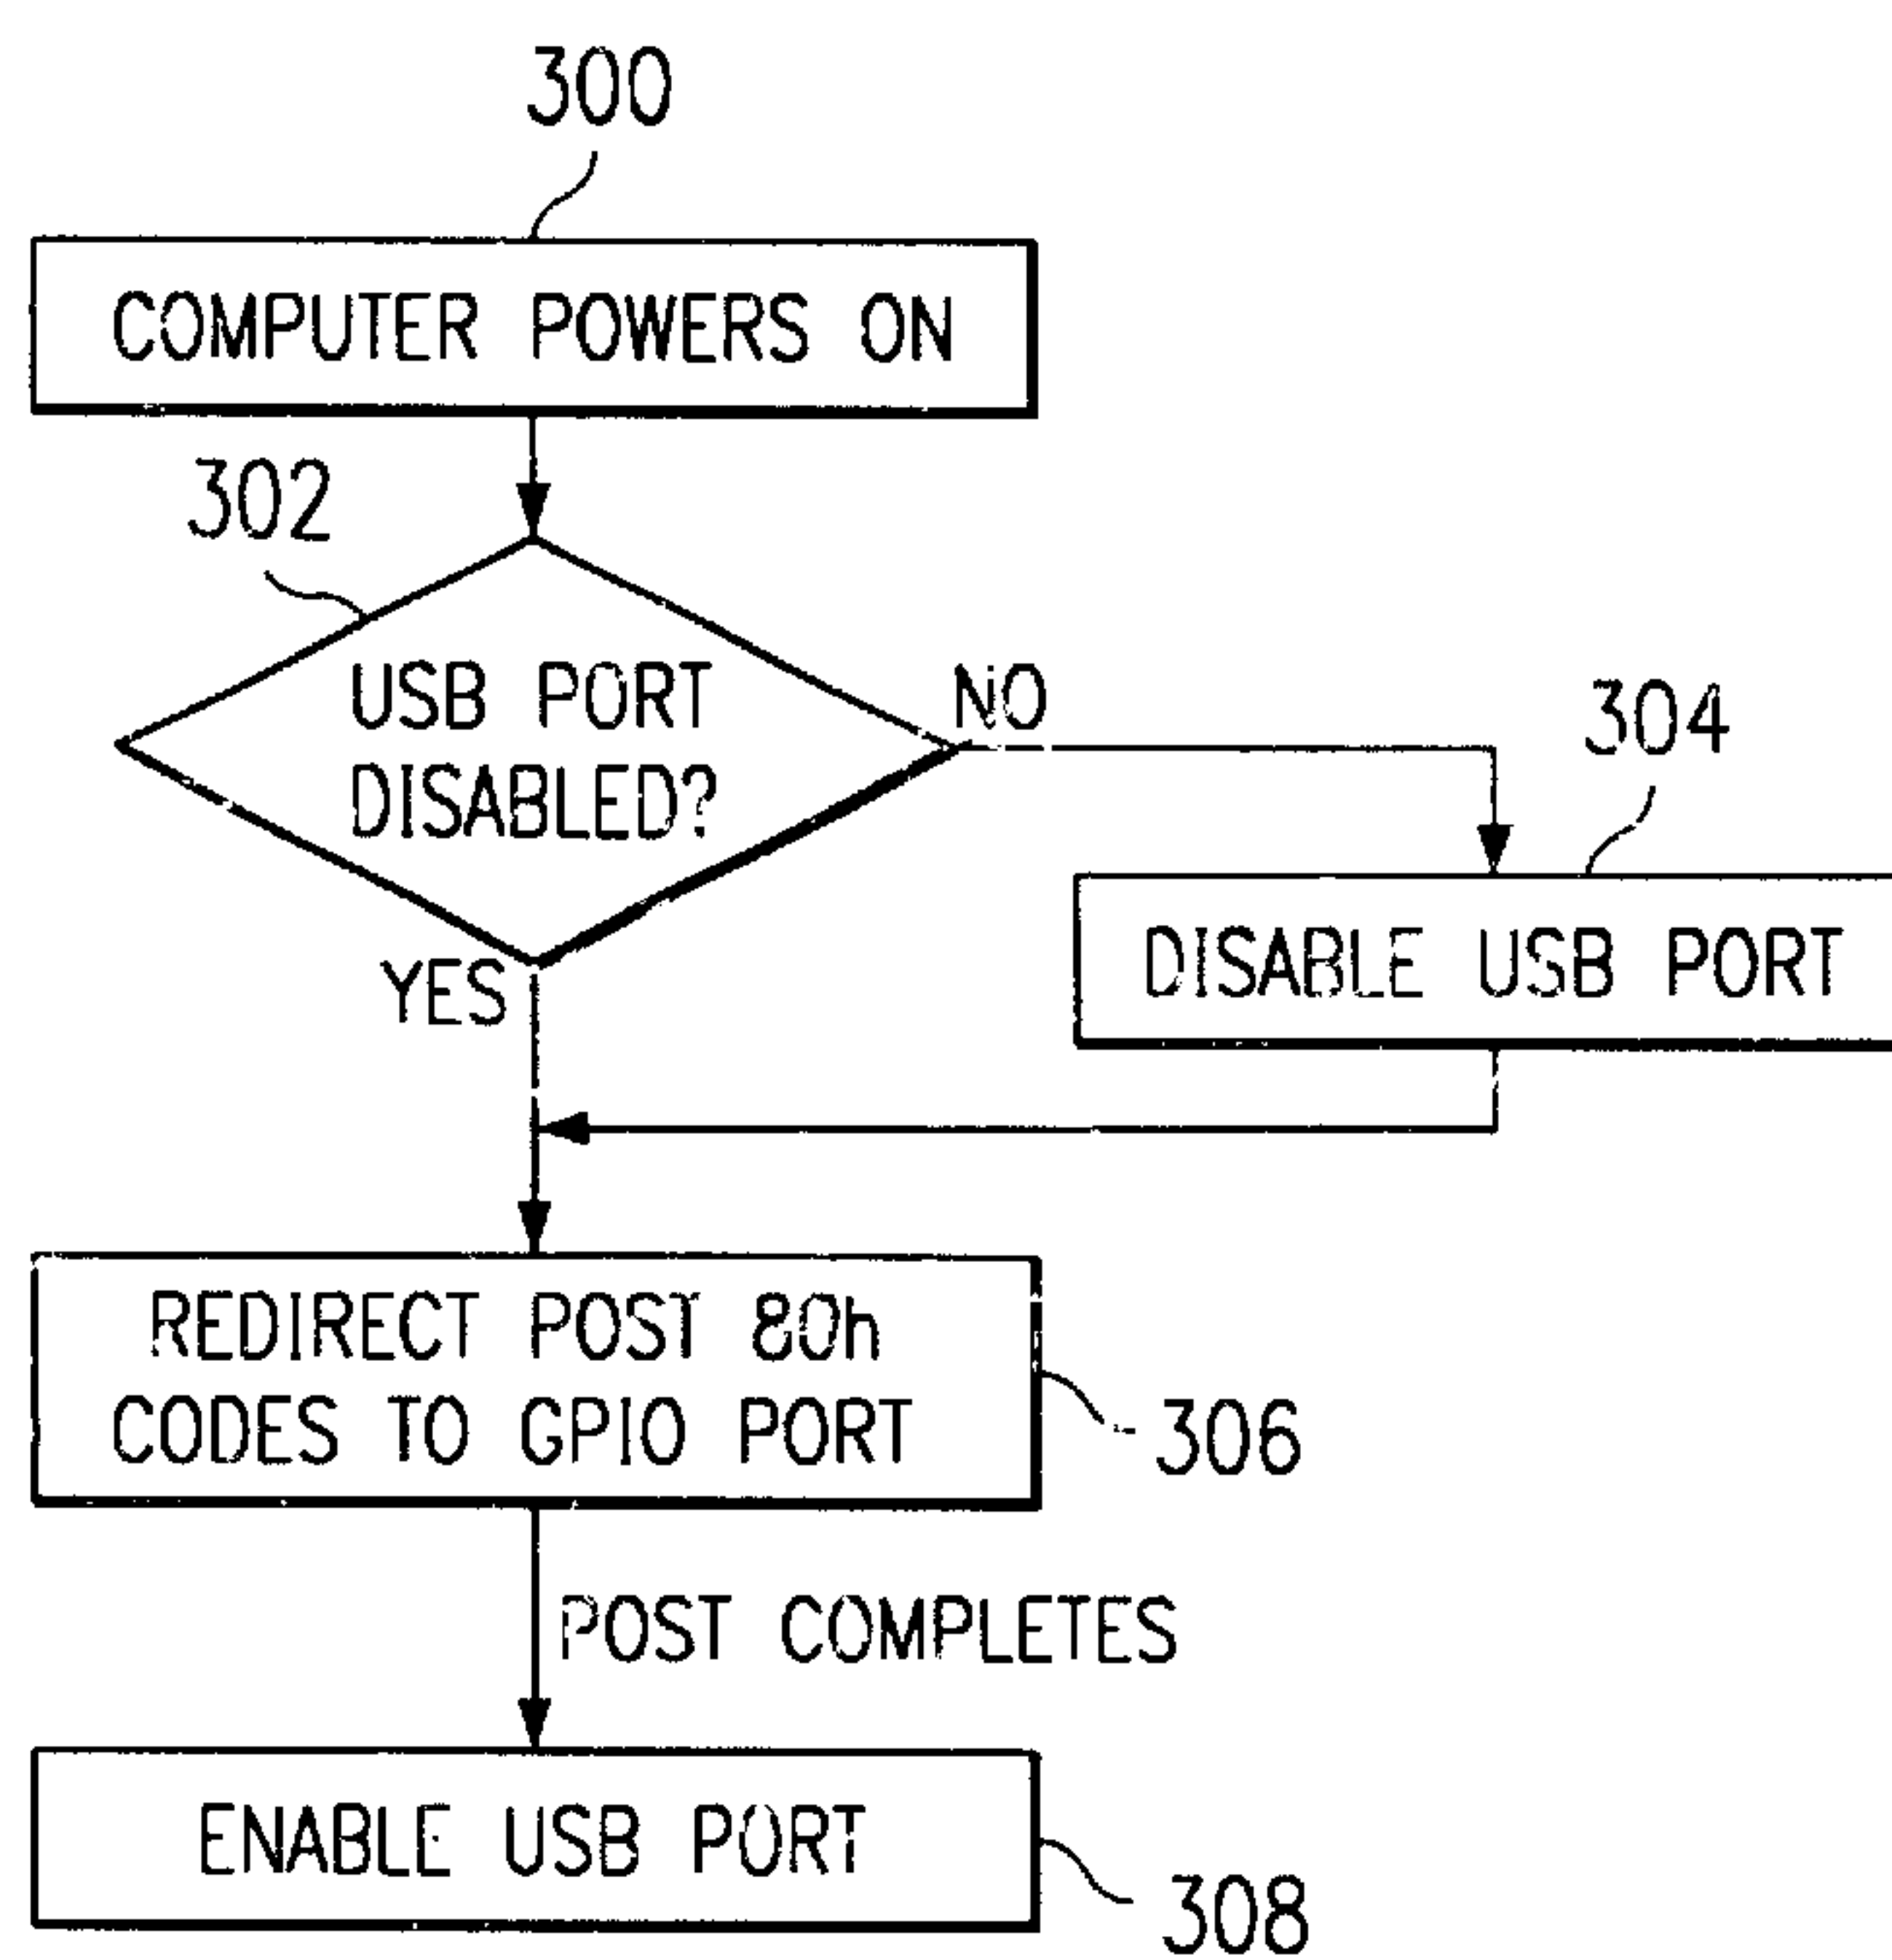 300
COMPUTER POWERS ON
302
USB PORT
DISABLED?
NO
304
DISABLE USB PORT
YES
REDIRECT POST 80h
CODES TO GPIO PORT
306
POST COMPLETES
ENABLE USB PORT
308